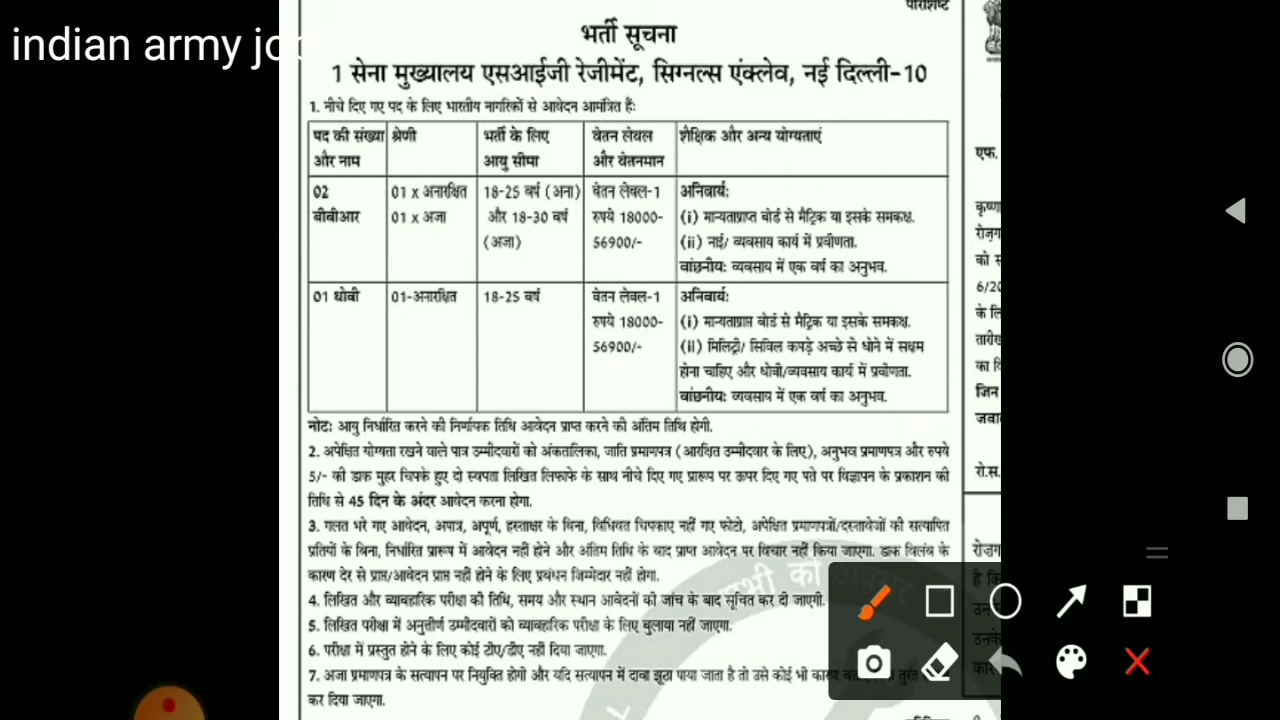 indian army jo
परिशिष्ट
भर्ती सूचना
1 सेना मुख्यालय एसआईजी रेजीमेंट, सिग्नल्स एंक्लेव, नई दिल्ली-10
1. नीचे दिए गए पद के लिए भारतीय नागरिकों से आवेदन आमंत्रित हैं:
पद की संख्या और नाम
श्रेणी
भर्ती के लिए आयु सीमा
वेतन लेवल और वेतनमान
शैक्षिक और अन्य योग्यताएं
02
बीबीआर
01 x अनारक्षित
01 x अजा
18-25 वर्ष (अना)
और 18-30 वर्ष
(अजा)
वेतन लेवल-1
रुपये 18000-
56900/-
अनिवार्य:
(i) मान्यताप्राप्त बोर्ड से मैट्रिक या इसके समकक्ष.
(ii) नाई/ व्यवसाय कार्य में प्रवीणता.
वांछनीय: व्यवसाय में एक वर्ष का अनुभव.
01 धोबी
01-अनारक्षित
18-25 वर्ष
वेतन लेवल-1
रुपये 18000-
56900/-
अनिवार्य:
(i) मान्यताप्राप्त बोर्ड से मैट्रिक या इसके समकक्ष.
(ii) मिलिट्री/ सिविल कपड़े अच्छे से धोने में सक्षम
होना चाहिए और धोबी/व्यवसाय कार्य में प्रवीणता.
वांछनीय: व्यवसाय में एक वर्ष का अनुभव.
नोट: आयु निर्धारित करने की निर्णायक तिथि आवेदन प्राप्त करने की अंतिम तिथि होगी.
2. अपेक्षित योग्यता रखने वाले पात्र उम्मीदवारों को अंकतालिका, जाति प्रमाणपत्र (आरक्षित उम्मीदवार के लिए), अनुभव प्रमाणपत्र और रुपये
5/- की डाक मुहर चिपके हुए दो स्वपता लिखित लिफाफे के साथ नीचे दिए गए प्रारूप पर ऊपर दिए गए पते पर विज्ञापन के प्रकाशन की
तिथि से 45 दिन के अंदर आवेदन करना होगा.
3. गलत भरे गए आवेदन, अपात्र, अपूर्ण, हस्ताक्षर के बिना, विधिवत चिपकाए नहीं गए फोटो, अपेक्षित प्रमाणपत्रों/दस्तावेजों की सत्यापित
प्रतियों के बिना, निर्धारित प्रारूप में आवेदन नहीं होने और अंतिम तिथि के बाद प्राप्त आवेदन पर विचार नहीं किया जाएगा. डाक विलंब के
कारण देर से प्राप्त/आवेदन प्राप्त नहीं होने के लिए प्रबंधन जिम्मेदार नहीं होगा.
4. लिखित और व्यावहारिक परीक्षा की तिथि, समय और स्थान आवेदनों की जांच के बाद सूचित कर दी जाएगी.
5. लिखित परीक्षा में अनुत्तीर्ण उम्मीदवारों को व्यावहारिक परीक्षा के लिए बुलाया नहीं जाएगा.
6. परीक्षा में प्रस्तुत होने के लिए कोई टीए/डीए नहीं दिया जाएगा.
7. अजा प्रमाणपत्र के सत्यापन पर नियुक्ति होगी और यदि सत्यापन में दावा झूठा पाया जाता है तो उसे कोई भी कारण
कर दिया जाएगा.
एफ.
कृष्णा
को स
6/20
के लि
तारीख
का वि
जिन
जवा
रो.स.